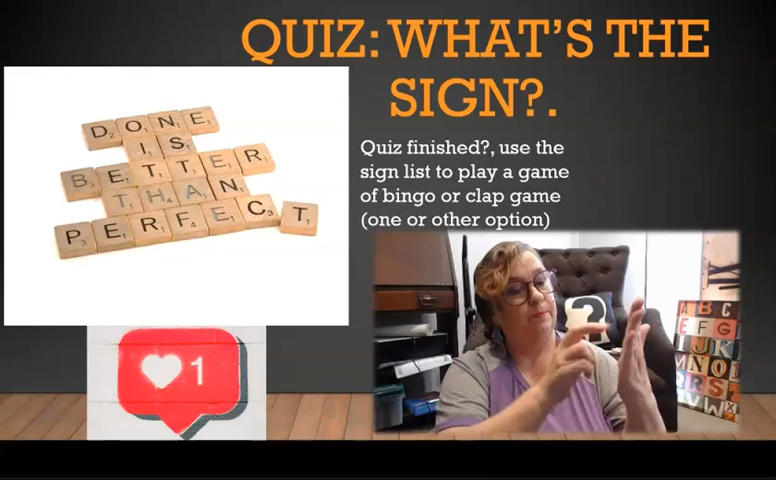 QUIZ: WHAT'S THE
SIGN?.
DONE
IS
BETTER
THAN
PERFECT
Quiz finished?, use the
sign list to play a game
of bingo or clap game
(one or other option)
1
?
A B C
E F G
I J K
M N O
R S
V W X